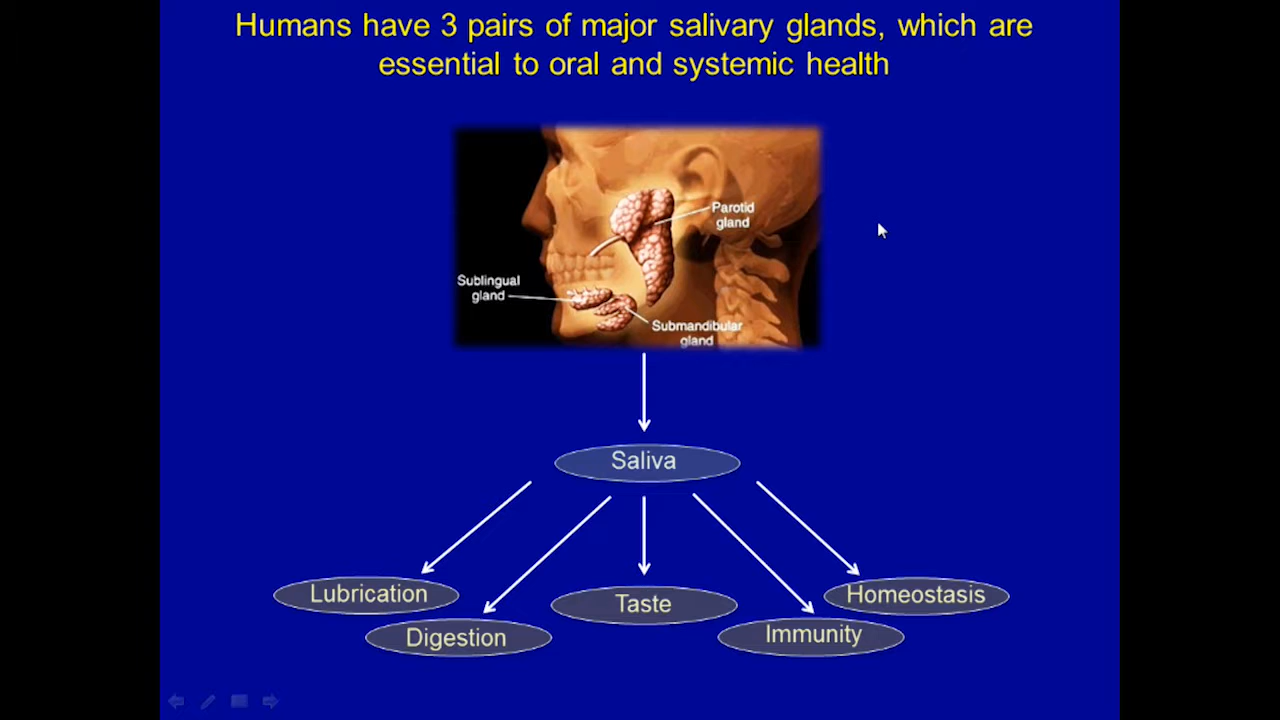 Humans have 3 pairs of major salivary glands, which are
essential to oral and systemic health
Parotid
gland
Sublingual
gland
Submandibular
gland
Saliva
Lubrication
Digestion
Taste
Immunity
Homeostasis